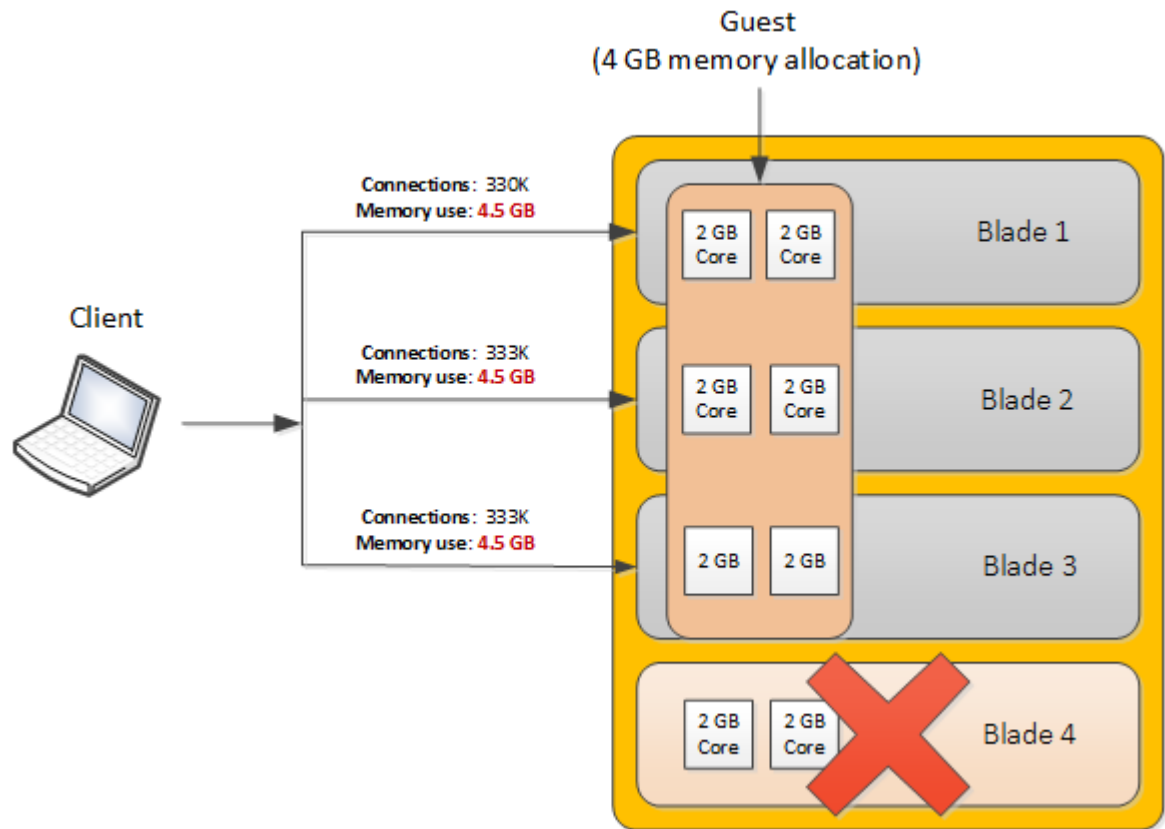 Guest
(4 GB memory allocation)
Connections: 330K
Memory use: 4.5 GB
2 GB
Core
2 GB
Core
Blade 1
Client
Connections: 333K
Memory use: 4.5 GB
2 GB
Core
2 GB
Core
Blade 2
Connections: 333K
Memory use: 4.5 GB
2 GB
2 GB
Blade 3
2 GB
Core
2 GB
Core
Blade 4